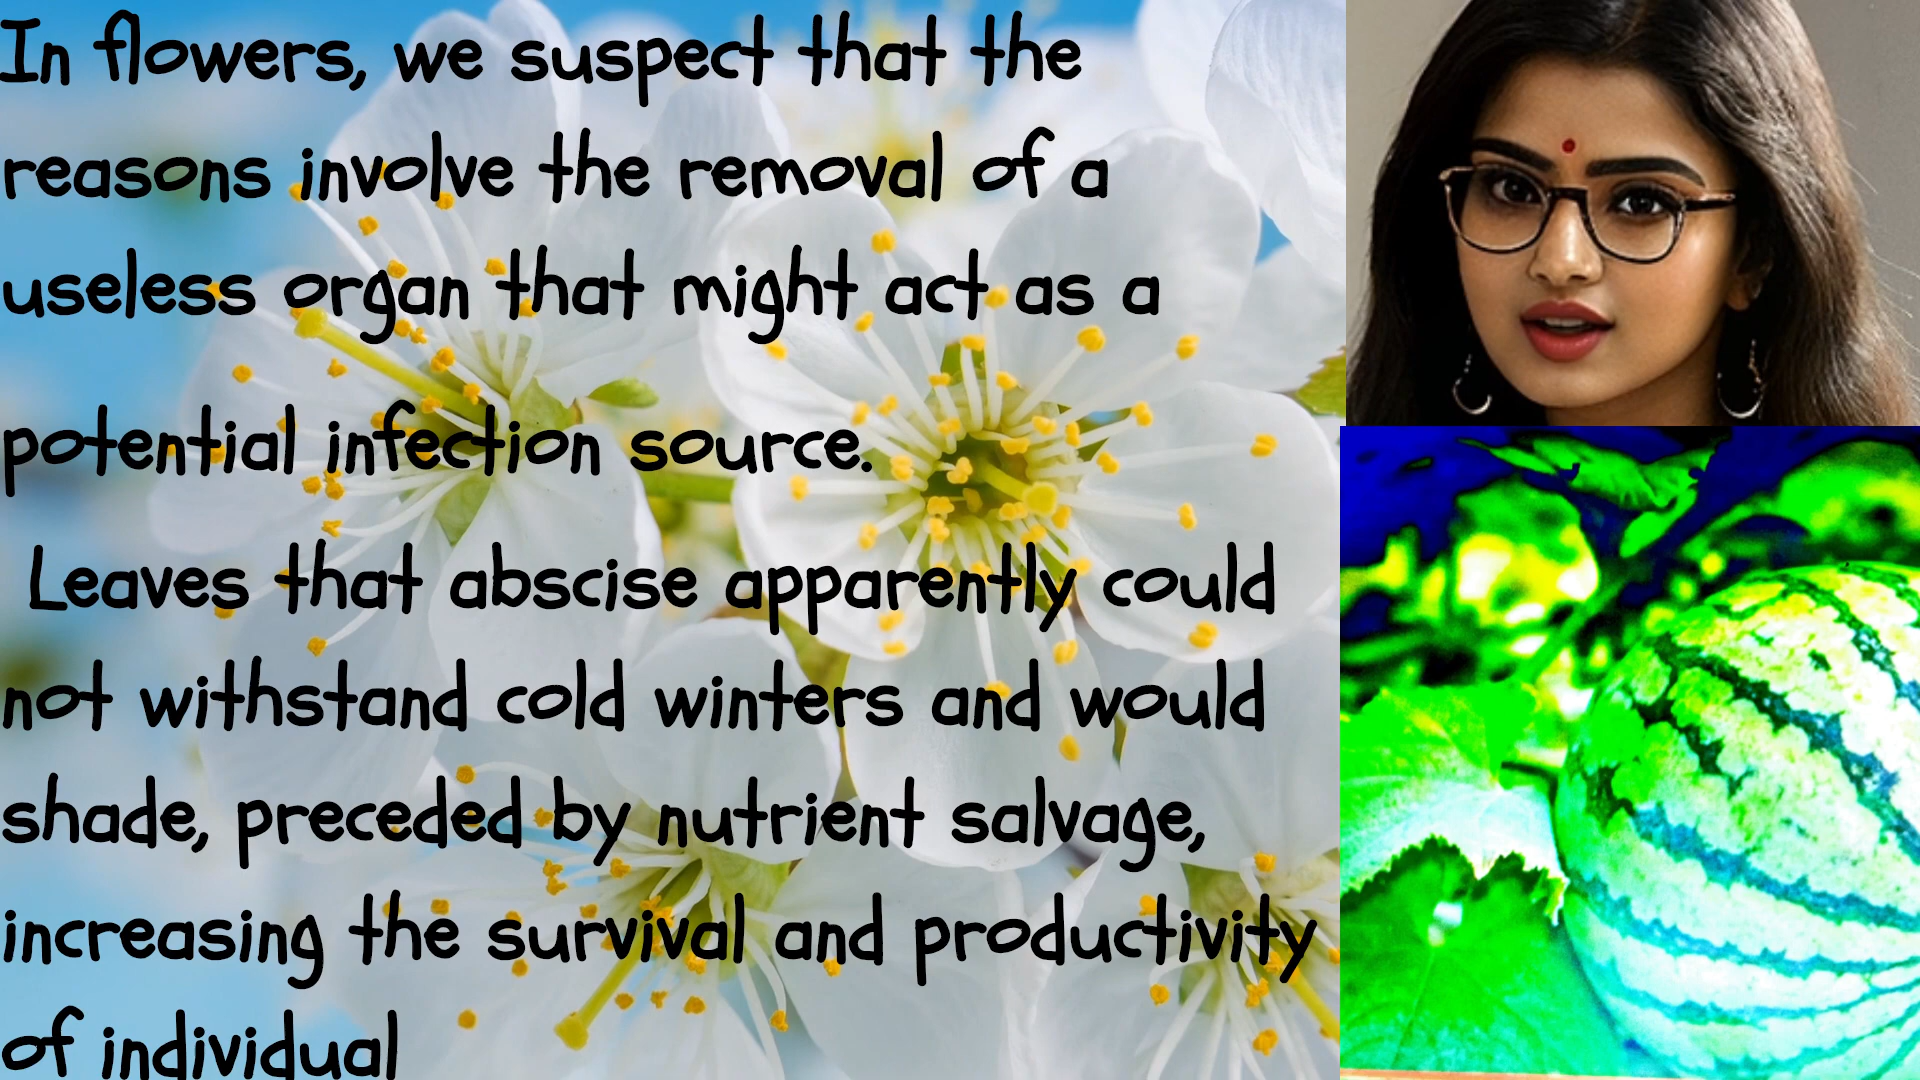 In flowers, we suspect that the
reasons involve the removal of a
useless organ that might act as a
potential infection source.
Leaves that abscise apparently could
not withstand cold winters and would
shade, preceded by nutrient salvage,
increasing the survival and productivity
of individual